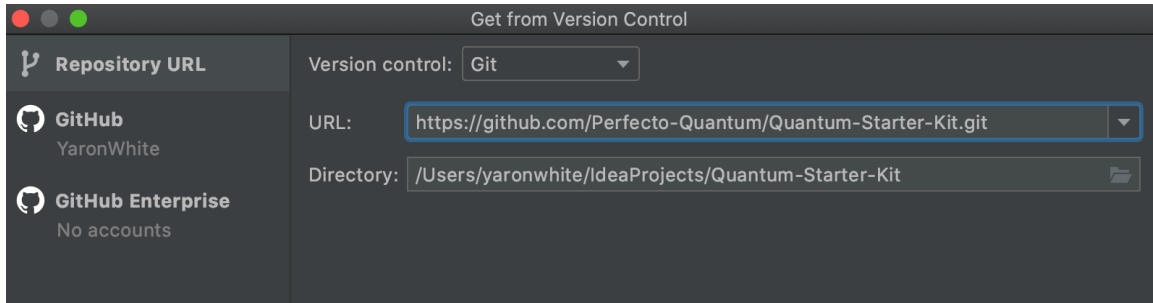 Get from Version Control
Repository URL
GitHub
YaronWhite
GitHub Enterprise
No accounts
Version control: Git
URL: https://github.com/Perfecto-Quantum/Quantum-Starter-Kit.git
Directory: /Users/yaronwhite/IdeaProjects/Quantum-Starter-Kit